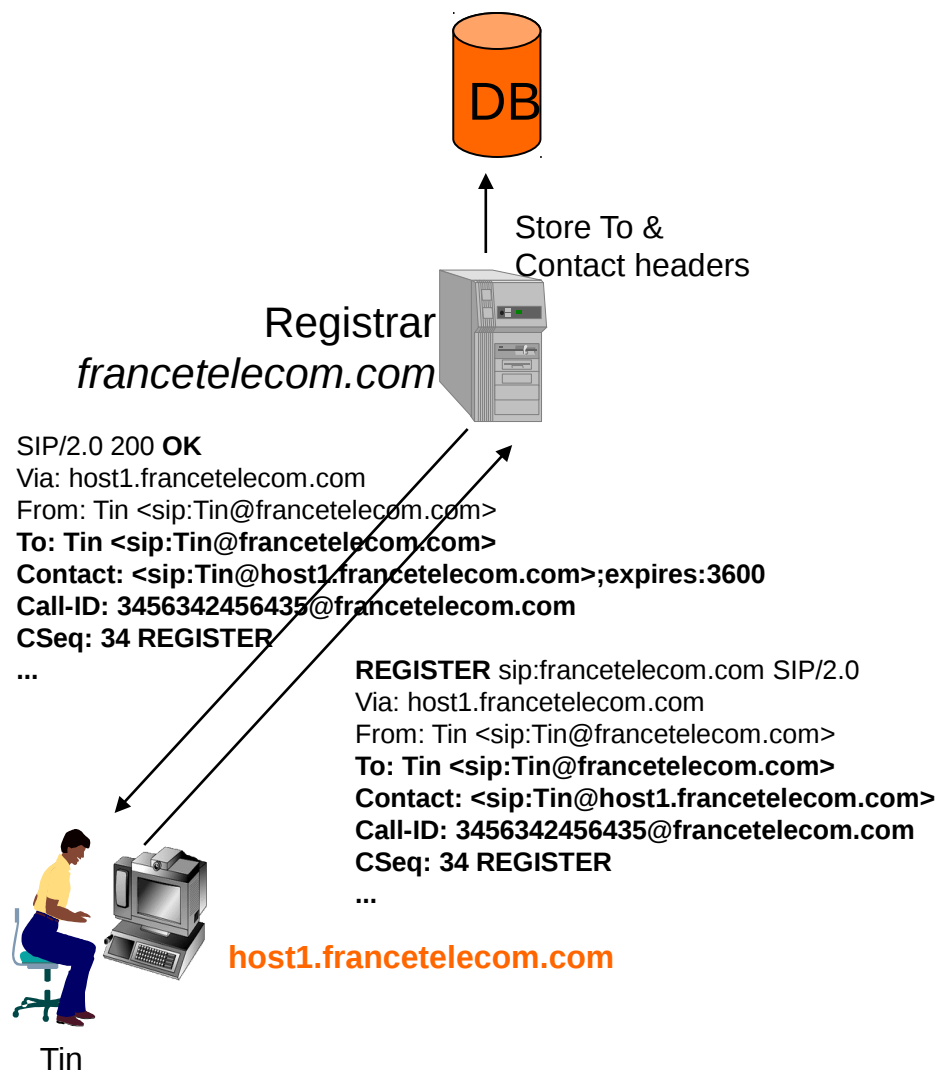 DB
Store To &
Contact headers
Registrar
francetelecom.com
SIP/2.0 200 OK
Via: host1.francetelecom.com
From: Tin <sip:Tin@francetelecom.com>
To: Tin <sip:Tin@francetelecom.com>
Contact: <sip:Tin@host1.francetelecom.com>;expires:3600
Call-ID: 3456342456435@francetelecom.com
CSeq: 34 REGISTER
...
REGISTER sip:francetelecom.com SIP/2.0
Via: host1.francetelecom.com
From: Tin <sip:Tin@francetelecom.com>
To: Tin <sip:Tin@francetelecom.com>
Contact: <sip:Tin@host1.francetelecom.com>
Call-ID: 3456342456435@francetelecom.com
CSeq: 34 REGISTER
...
host1.francetelecom.com
Tin